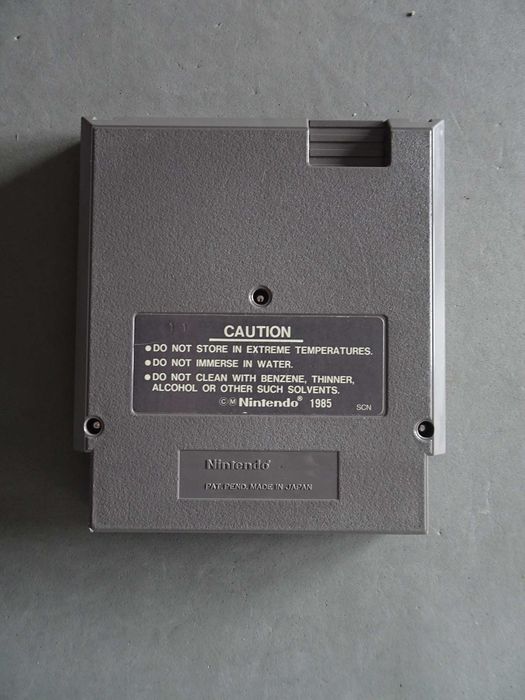 11
CAUTION
•DO NOT STORE IN EXTREME TEMPERATURES.
•DO NOT IMMERSE IN WATER.
•DO NOT CLEAN WITH BENZENE, THINNER,
ALCOHOL OR OTHER SUCH SOLVENTS.
©Ⓜ Nintendo® 1985
SCN
Nintendo®
PAT. PEND. MADE IN JAPAN